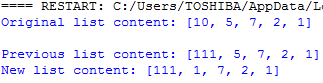 ==== RESTART: C:/Users/TOSHIBA/AppData/Lo
Original list content: [10, 5, 7, 2, 1]
Previous list content: [111, 5, 7, 2, 1]
New list content: [111, 1, 7, 2, 1]